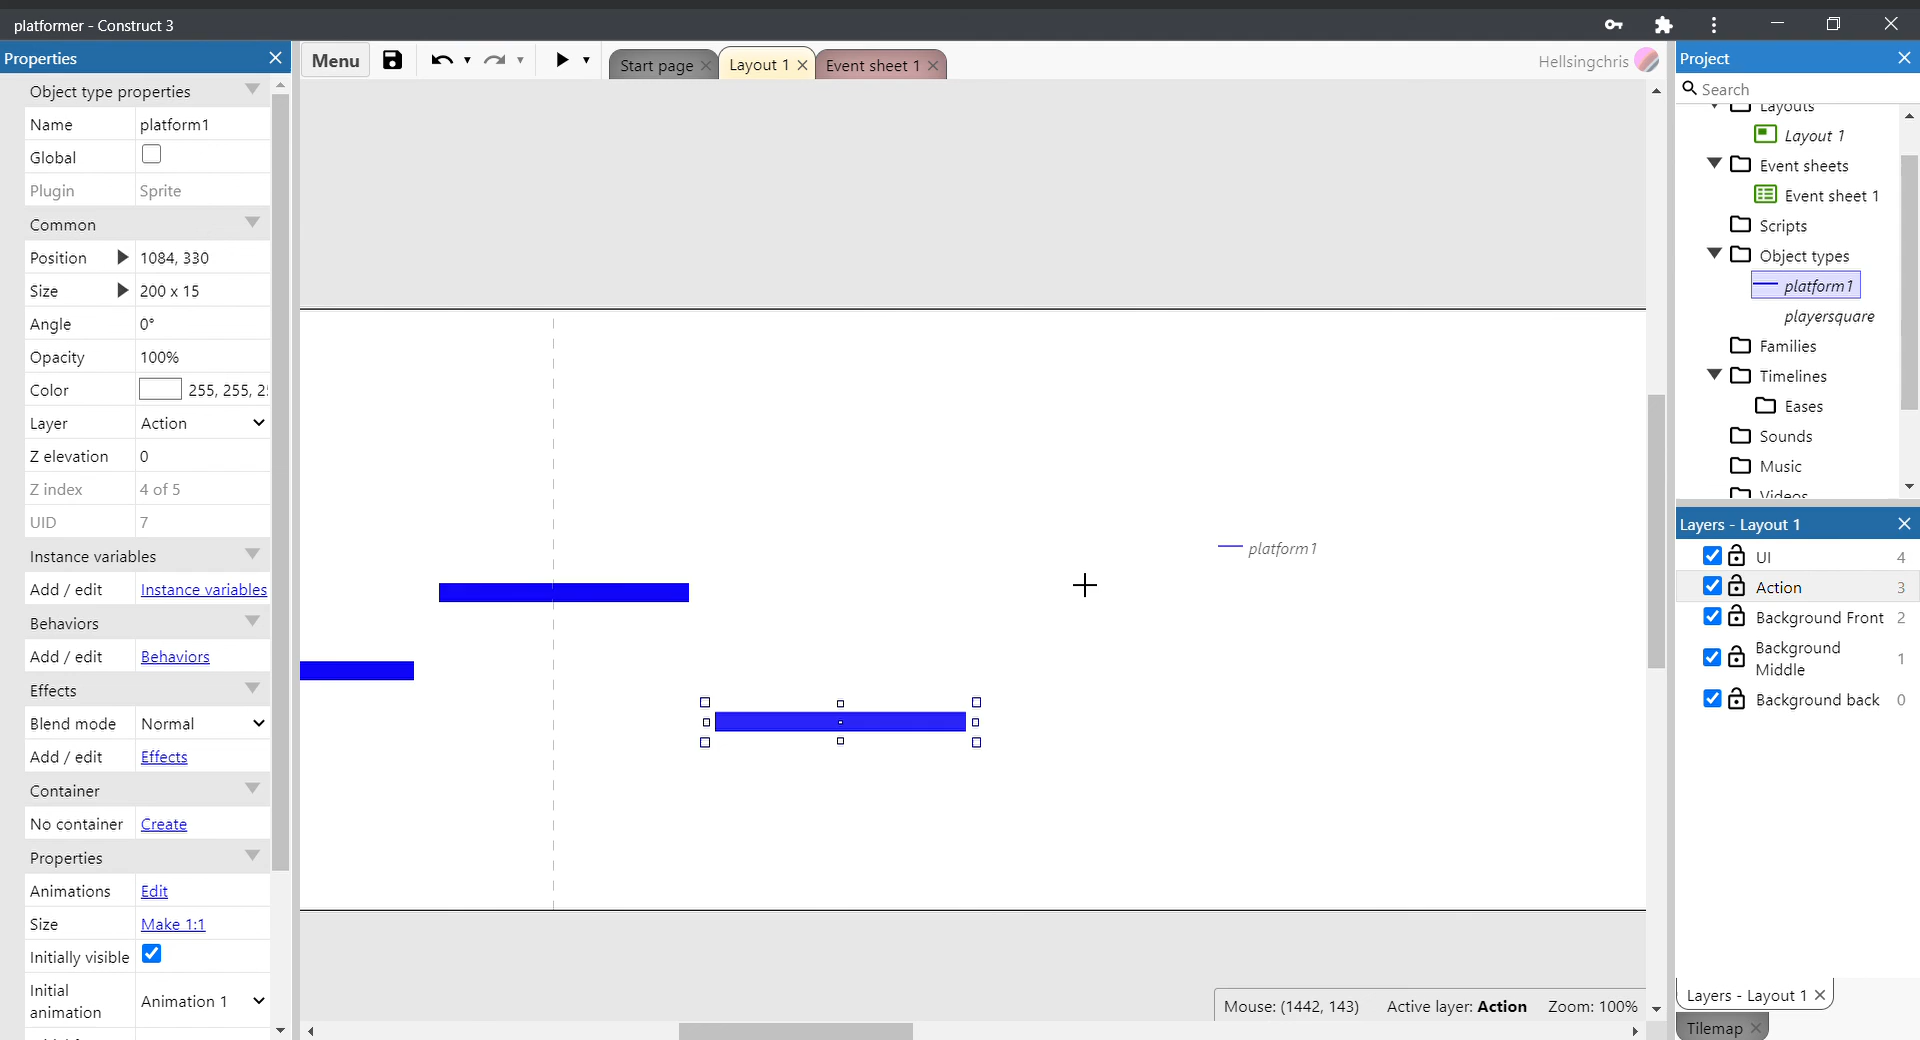 platformer - Construct 3
Properties
Object type properties
Name platform1
Global
Plugin Sprite
Common
Position 1084, 330
Size 200 x 15
Angle 0°
Opacity 100%
Color 255, 255, 2
Layer Action
Z elevation 0
Z index 4 of 5
UID 7
Instance variables
Add / edit Instance variables
Behaviors
Add / edit Behaviors
Effects
Blend mode Normal
Add / edit Effects
Container
No container Create
Properties
Animations Edit
Size Make 1:1
Initially visible
Initial animation Animation 1
Menu
Start page
Layout 1
Event sheet 1
Hellsingchris
platform1
Mouse: (1442, 143) Active layer: Action Zoom: 100%
Project
Search
Layouts
Layout 1
Event sheets
Event sheet 1
Scripts
Object types
platform1
playersquare
Families
Timelines
Eases
Sounds
Music
Videos
Layers - Layout 1
UI 4
Action 3
Background Front 2
Background Middle 1
Background back 0
Layers - Layout 1
Tilemap